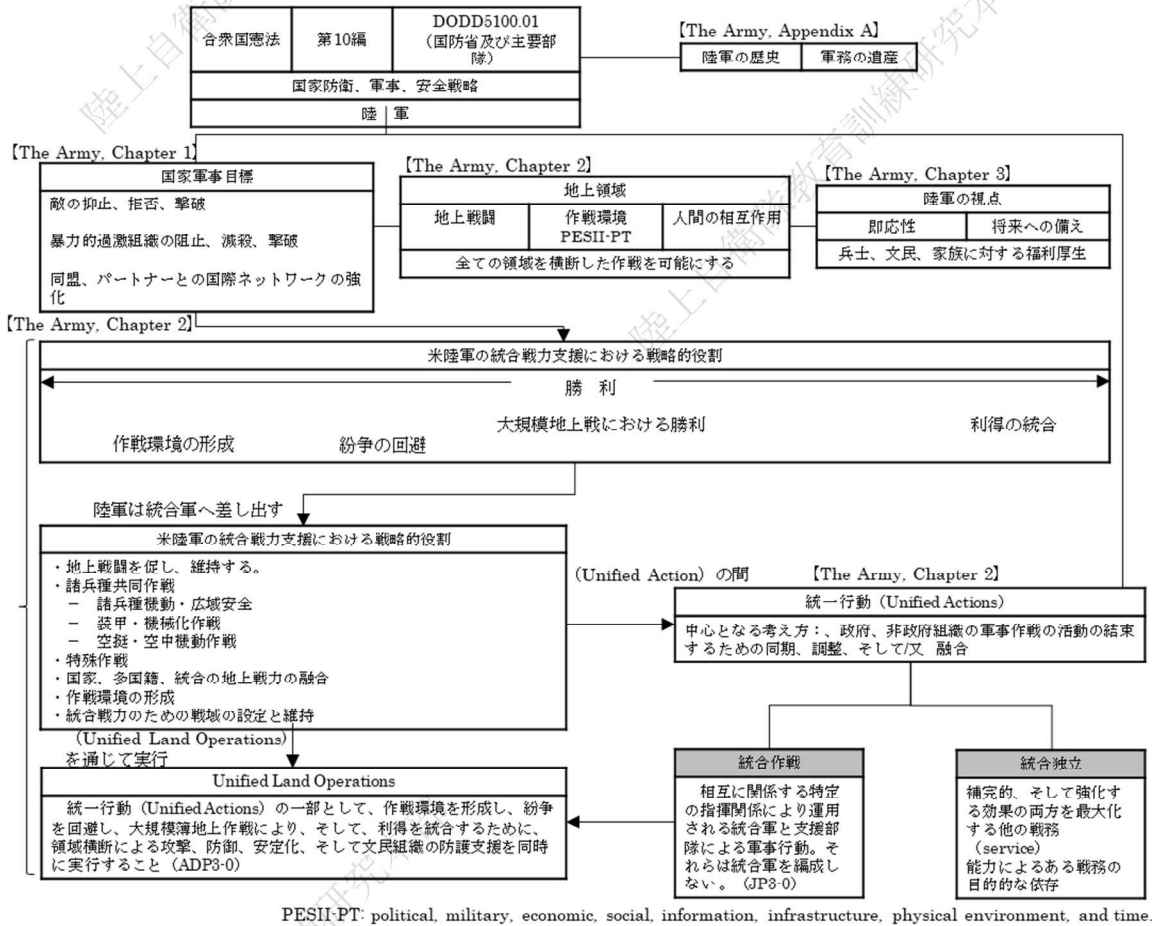 合衆国憲法
第10編
DODD5100.01
（国防省及び主要部
隊）
国家防衛、軍事、安全戦略
陸 軍
【The Army, Appendix A】
陸軍の歴史
軍務の遺産
【The Army, Chapter 1】
国家軍事目標
敵の抑止、拒否、撃破
暴力的過激組織の阻止、減殺、撃破
同盟、パートナーとの国際ネットワークの強
化
【The Army, Chapter 2】
地上領域
地上戦闘
作戦環境
PESII-PT
人間の相互作用
全ての領域を横断した作戦を可能にする
【The Army, Chapter 3】
陸軍の視点
即応性
将来への備え
兵士、文民、家族に対する福利厚生
【The Army, Chapter 2】
米陸軍の統合戦力支援における戦略的役割
勝 利
大規模地上戦における勝利
利得の統合
作戦環境の形成
紛争の回避
陸軍は統合軍へ差し出す
米陸軍の統合戦力支援における戦略的役割
・地上戦闘を促し、維持する。
・諸兵種共同作戦
－ 諸兵種機動・広域安全
－ 装甲・機械化作戦
－ 空挺・空中機動作戦
・特殊作戦
・国家、多国籍、統合の地上戦力の融合
・作戦環境の形成
・統合戦力のための戦域の設定と維持
（Unified Action）の間
【The Army, Chapter 2】
統一行動（Unified Actions）
中心となる考え方：、政府、非政府組織の軍事作戦の活動の結束
するための同期、調整、そして/又 融合
（Unified Land Operations）
を通じて実行
Unified Land Operations
統一行動（Unified Actions）の一部として、作戦環境を形成し、紛争
を回避し、大規模簿地上作戦により、そして、利得を統合するために、
領域横断による攻撃、防御、安定化、そして文民組織の防護支援を同時
に実行すること（ADP3-0）
統合作戦
相互に関係する特定
の指揮関係により運用
される統合軍と支援部
隊による軍事行動。そ
れらは統合軍を編成し
ない。（JP3-0）
統合独立
補完的、そして強化す
る効果の両方を最大化
する他の戦務
（service）
能力によるある戦務の
目的的な依存
PESII-PT: political, military, economic, social, information, infrastructure, physical environment, and time.
陸上自衛隊教育訓練研究本